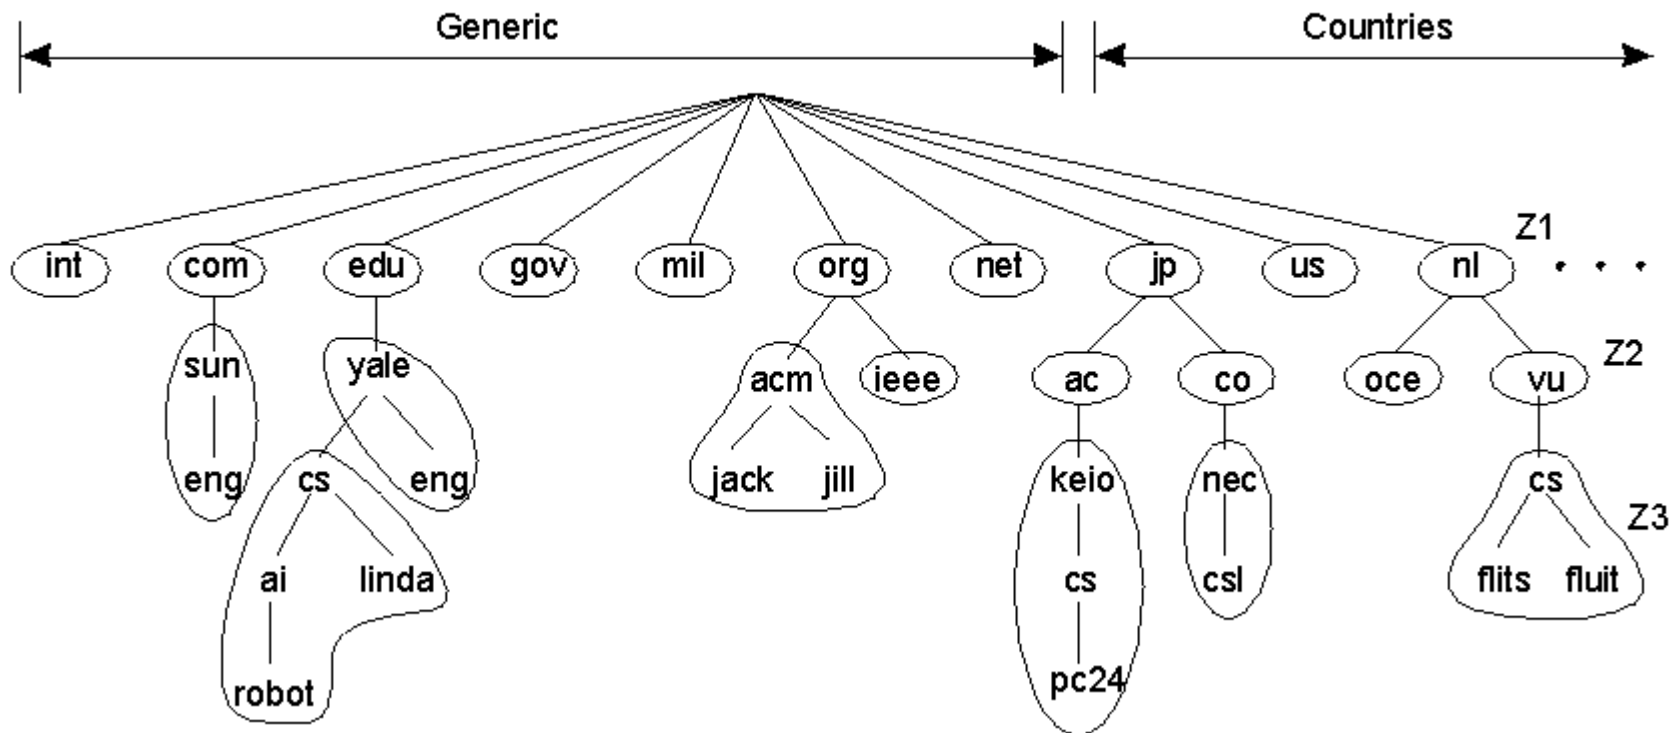 Generic Countries
Z1
int com edu gov mil org net jp us nl . . .
Z2
sun yale acm ieee ac co oce vu
eng cs eng jack jill keio nec cs
Z3
ai linda cs csl flits fluit
robot pc24